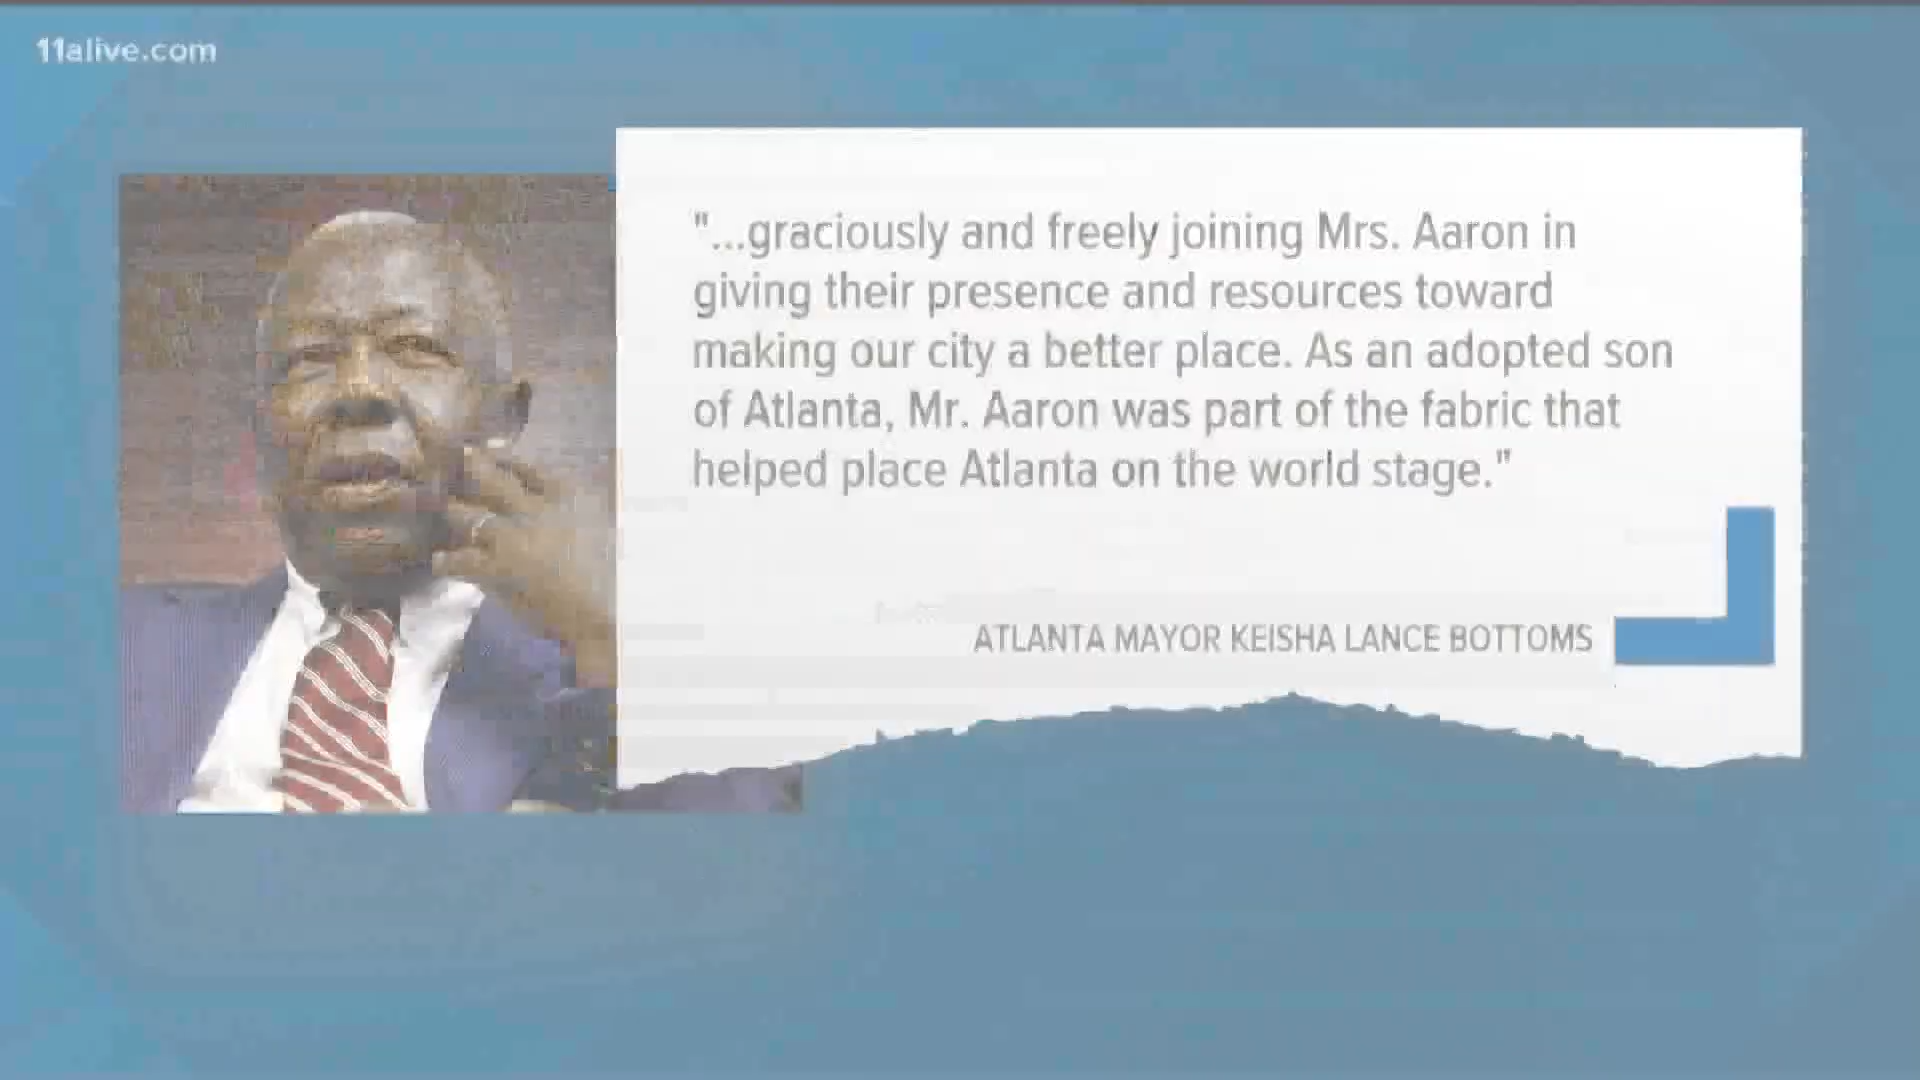 11alive.com
"...graciously and freely joining Mrs. Aaron in
giving their presence and resources toward
making our city a better place. As an adopted son
of Atlanta, Mr. Aaron was part of the fabric that
helped place Atlanta on the world stage."
ATLANTA MAYOR KEISHA LANCE BOTTOMS